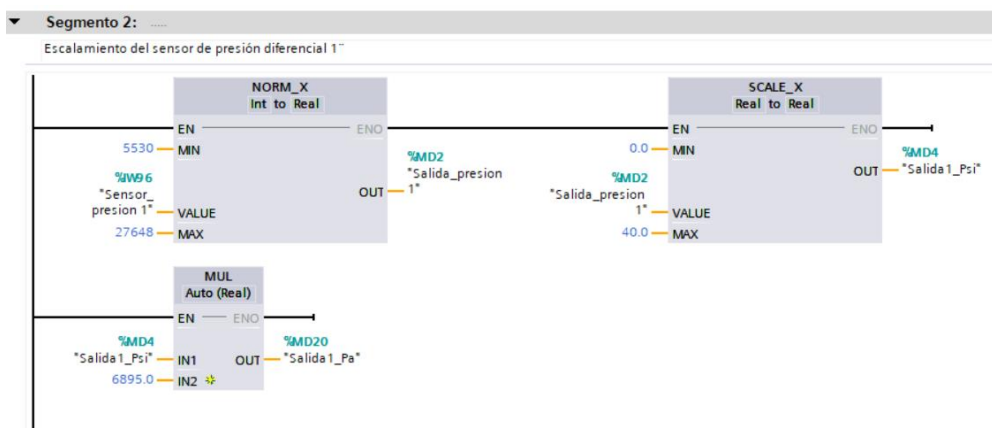 Segmento 2: .....
Escalamiento del sensor de presión diferencial 1¨
NORM_X
Int to Real
EN ENO
5530 MIN
%IW96
"Sensor_
presion 1" VALUE
27648 MAX
%MD2
"Salida_presion
OUT 1"
SCALE_X
Real to Real
EN ENO
0.0 MIN
%MD2
"Salida_presion
1" VALUE
40.0 MAX
%MD4
OUT "Salida1_Psi"
MUL
Auto (Real)
EN ENO
%MD4
"Salida1_Psi" IN1
6895.0 IN2
%MD20
OUT "Salida1_Pa"